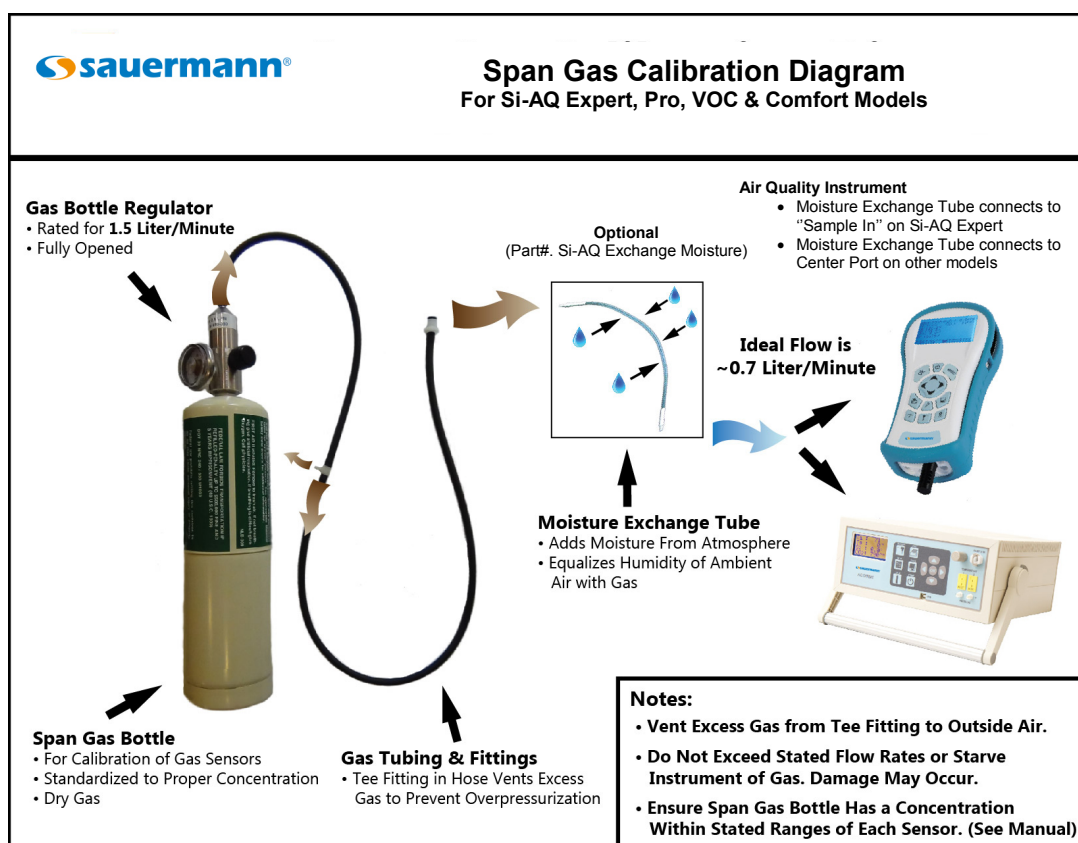 sauermann®
Span Gas Calibration Diagram
For Si-AQ Expert, Pro, VOC & Comfort Models
Gas Bottle Regulator
• Rated for 1.5 Liter/Minute
• Fully Opened
Optional
(Part#. Si-AQ Exchange Moisture)
Air Quality Instrument
• Moisture Exchange Tube connects to
‘‘Sample In’’ on Si-AQ Expert
• Moisture Exchange Tube connects to
Center Port on other models
Ideal Flow is
~0.7 Liter/Minute
Moisture Exchange Tube
• Adds Moisture From Atmosphere
• Equalizes Humidity of Ambient
Air with Gas
Span Gas Bottle
• For Calibration of Gas Sensors
• Standardized to Proper Concentration
• Dry Gas
Gas Tubing & Fittings
• Tee Fitting in Hose Vents Excess
Gas to Prevent Overpressurization
Notes:
• Vent Excess Gas from Tee Fitting to Outside Air.
• Do Not Exceed Stated Flow Rates or Starve
Instrument of Gas. Damage May Occur.
• Ensure Span Gas Bottle Has a Concentration
Within Stated Ranges of Each Sensor. (See Manual)